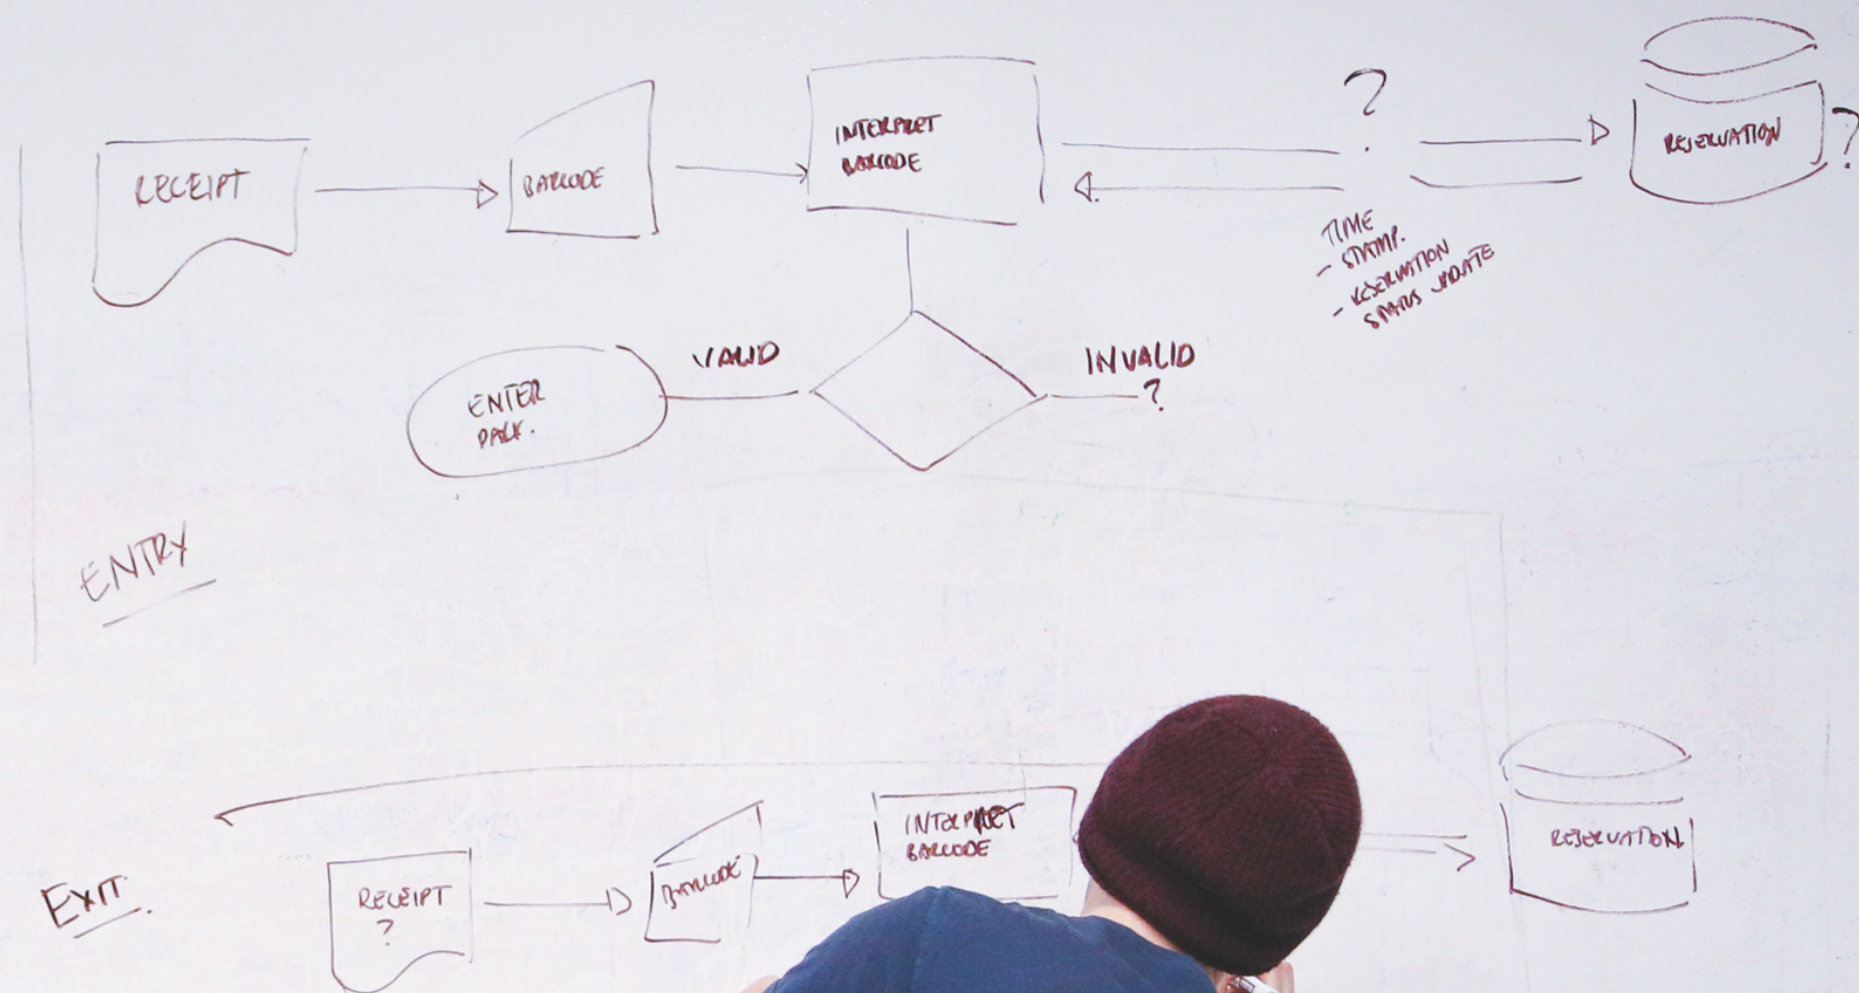 RECEIPT
BARCODE
INTERPRET
BARCODE
?
RESERVATION
?
TIME
- STAMP.
- RESERVATION
STATUS UPDATE
VALID
INVALID
?
ENTER
PARK.
ENTRY
EXIT.
RECEIPT
?
BARCODE
INTERPRET
BARCODE
RESERVATION